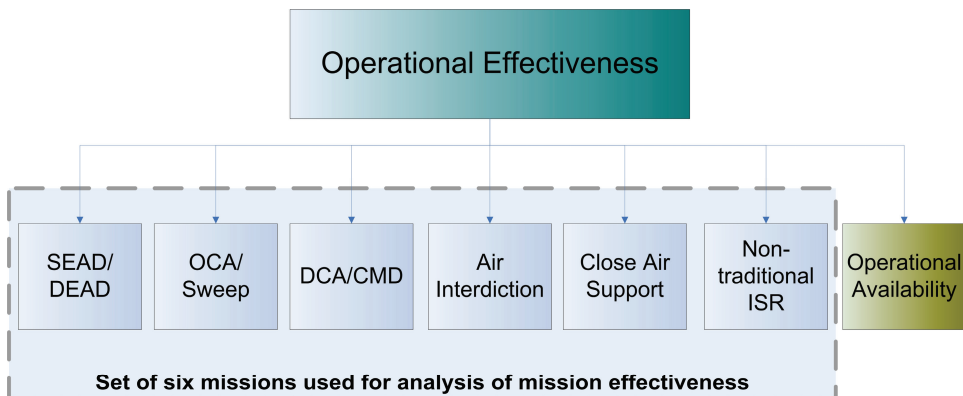 Operational Effectiveness
SEAD/
DEAD
OCA/
Sweep
DCA/CMD
Air
Interdiction
Close Air
Support
Non-
traditional
ISR
Operational
Availability
Set of six missions used for analysis of mission effectiveness